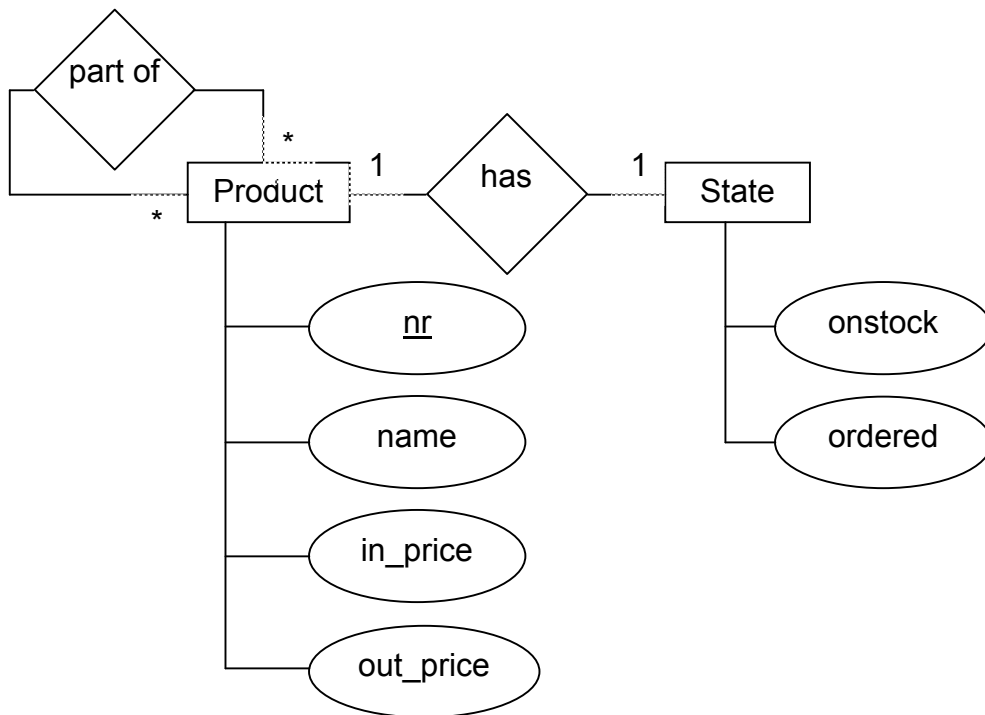 part of
*
1
has
1
Product
State
*
nr
onstock
name
ordered
in_price
out_price